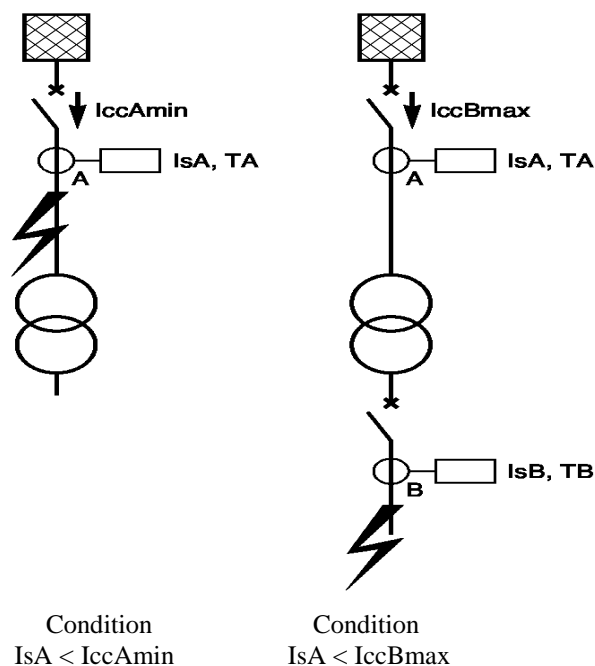 IccAmin
IsA, TA
A
Condition
IsA < IccAmin
IccBmax
IsA, TA
A
IsB, TB
B
Condition
IsA < IccBmax